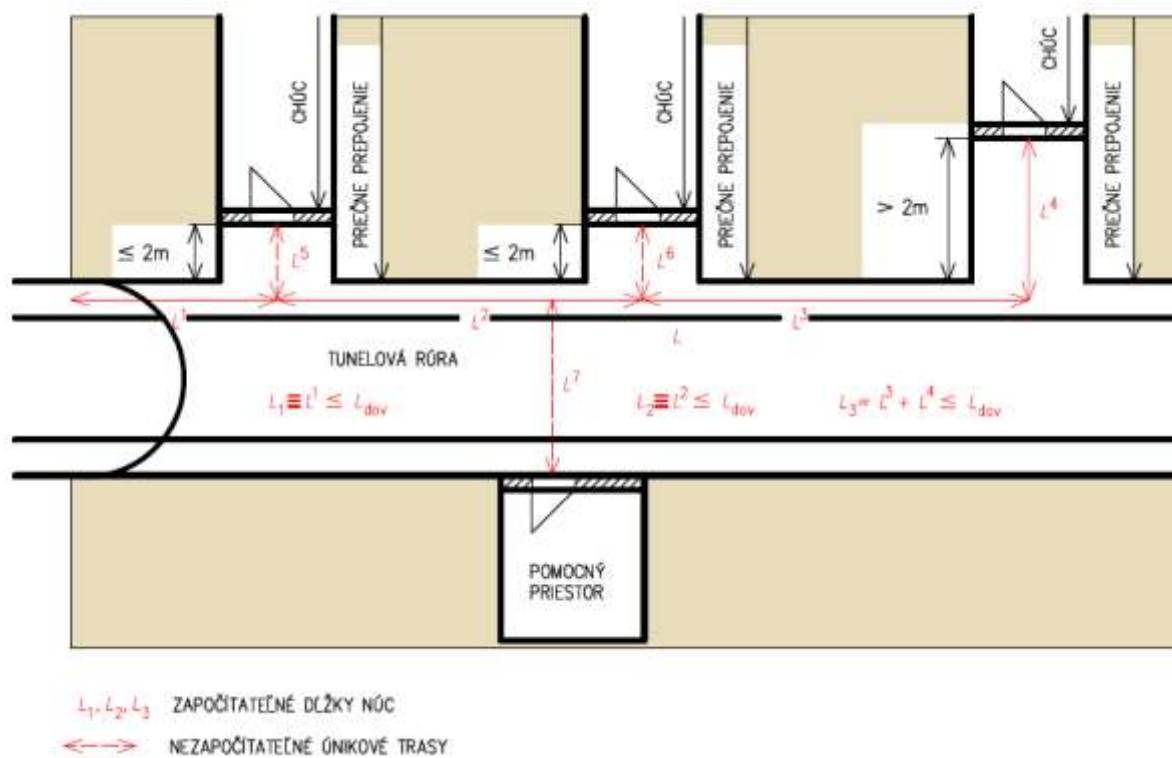 CHÚC
PRIEČNE PREPOJENIE
CHÚC
PRIEČNE PREPOJENIE
CHÚC
PRIEČNE PREPOJENIE
≤ 2m
L⁵
≤ 2m
L⁶
> 2m
L⁴
L¹
L²
L
L³
TUNELOVÁ RÚRA
L⁷
L₁ ≡ L¹ ≤ L_dov
L₂ ≡ L² ≤ L_dov
L₃ = L³ + L⁴ ≤ L_dov
POMOCNÝ
PRIESTOR
L₁, L₂, L₃ ZAPOČÍTATEĽNÉ DĹŽKY NÚC
NEZAPOČÍTATEĽNÉ ÚNIKOVÉ TRASY